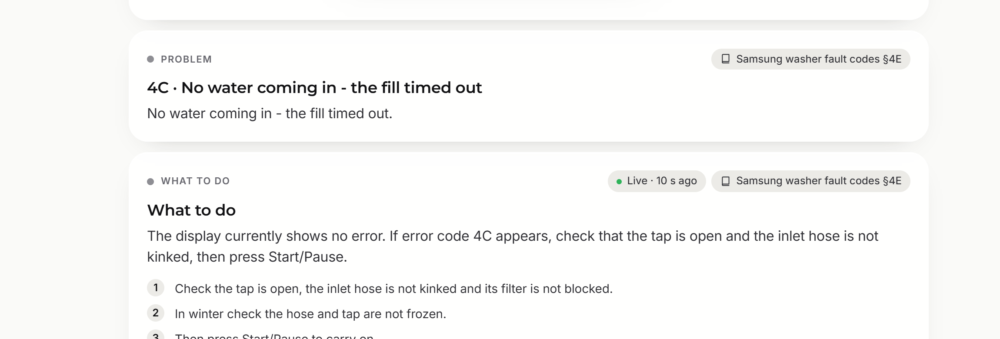 PROBLEM
Samsung washer fault codes §4E
4C · No water coming in - the fill timed out
No water coming in - the fill timed out.
WHAT TO DO
Live · 10 s ago
Samsung washer fault codes §4E
What to do
The display currently shows no error. If error code 4C appears, check that the tap is open and the inlet hose is not
kinked, then press Start/Pause.
1 Check the tap is open, the inlet hose is not kinked and its filter is not blocked.
2 In winter check the hose and tap are not frozen.
3 Then press Start/Pause to carry on